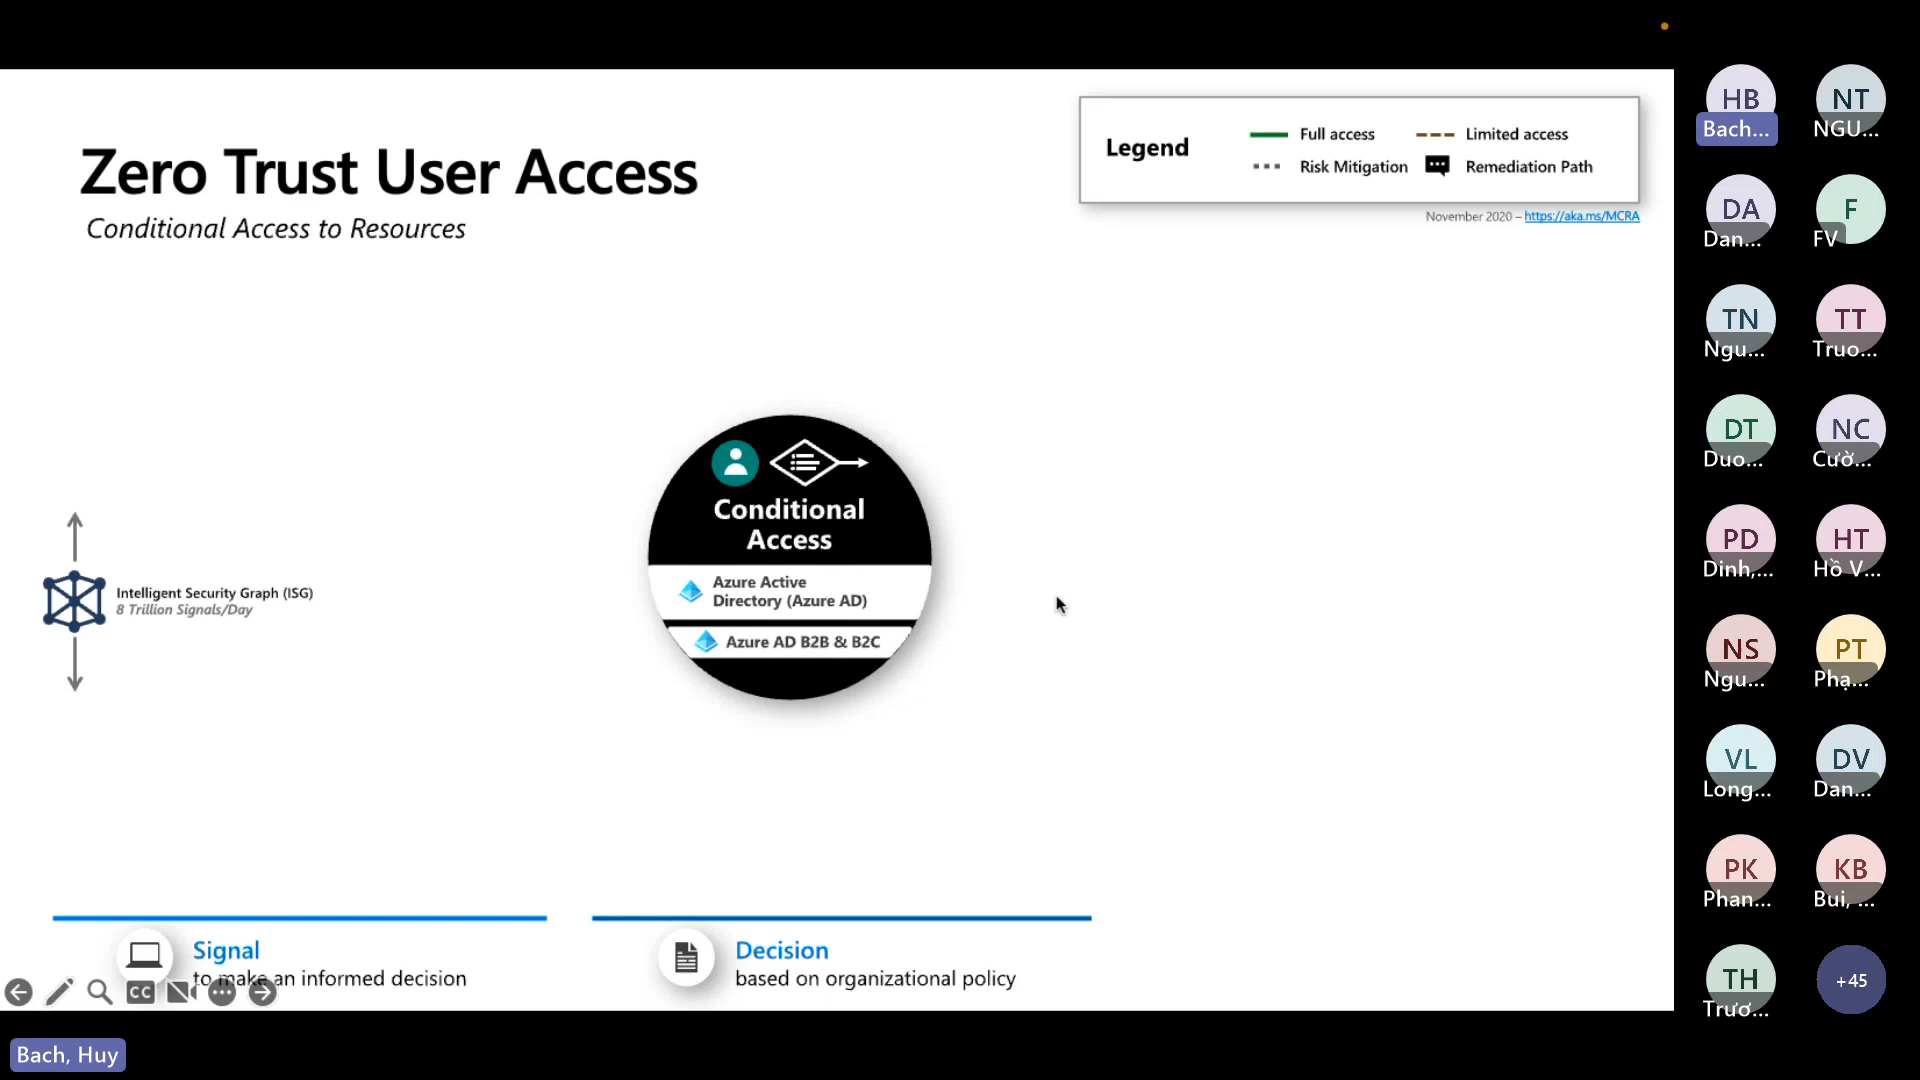 Zero Trust User Access
Conditional Access to Resources
Legend
Full access
Limited access
Risk Mitigation
Remediation Path
November 2020 – https://aka.ms/MCRA
Conditional
Access
Azure Active
Directory (Azure AD)
Azure AD B2B & B2C
Intelligent Security Graph (ISG)
8 Trillion Signals/Day
Signal
to make an informed decision
Decision
based on organizational policy
CC
Bach, Huy
HB
Bach...
NT
NGU...
DA
Dan...
F
FV
TN
Ngu...
TT
Truo...
DT
Duo...
NC
Cườ...
PD
Dinh,...
HT
Hồ V...
NS
Ngu...
PT
Phạ...
VL
Long...
DV
Dan...
PK
Phan...
KB
Bui, ...
TH
Trươ...
+45